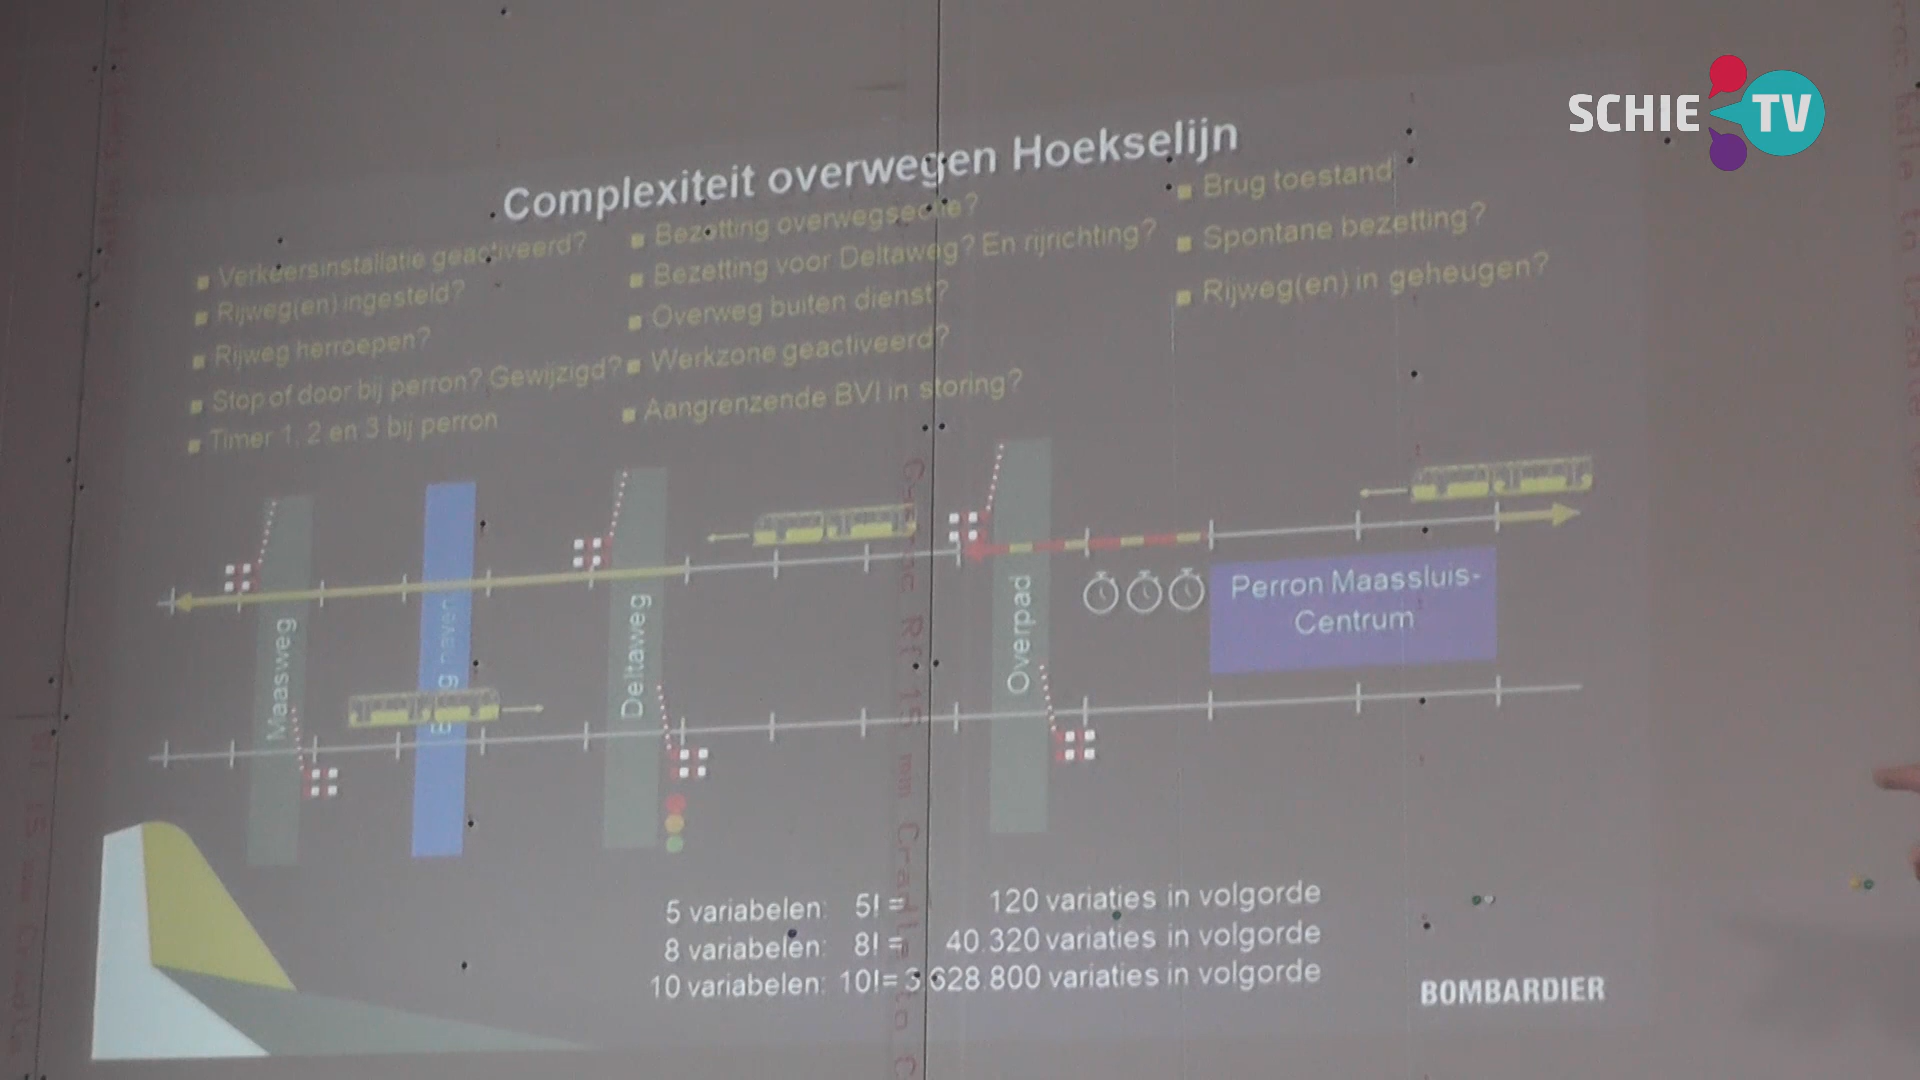 SCHIE TV
Complexiteit overwegen Hoekselijn
Verkeersinstallatie geactiveerd?
Rijweg(en) ingesteld?
Rijweg herroepen?
Stop of door bij perron? Gewijzigd?
Timer 1, 2 en 3 bij perron
Bezetting overwegsectie?
Bezetting voor Deltaweg? En rijrichting?
Overweg buiten dienst?
Werkzone geactiveerd?
Aangrenzende BVI in storing?
Brug toestand
Spontane bezetting?
Rijweg(en) in geheugen?
Maasweg
haven
Deltaweg
Overpad
Perron Maassluis-
Centrum
5 variabelen: 5! = 120 variaties in volgorde
8 variabelen: 8! = 40.320 variaties in volgorde
10 variabelen: 10!= 3.628.800 variaties in volgorde
BOMBARDIER